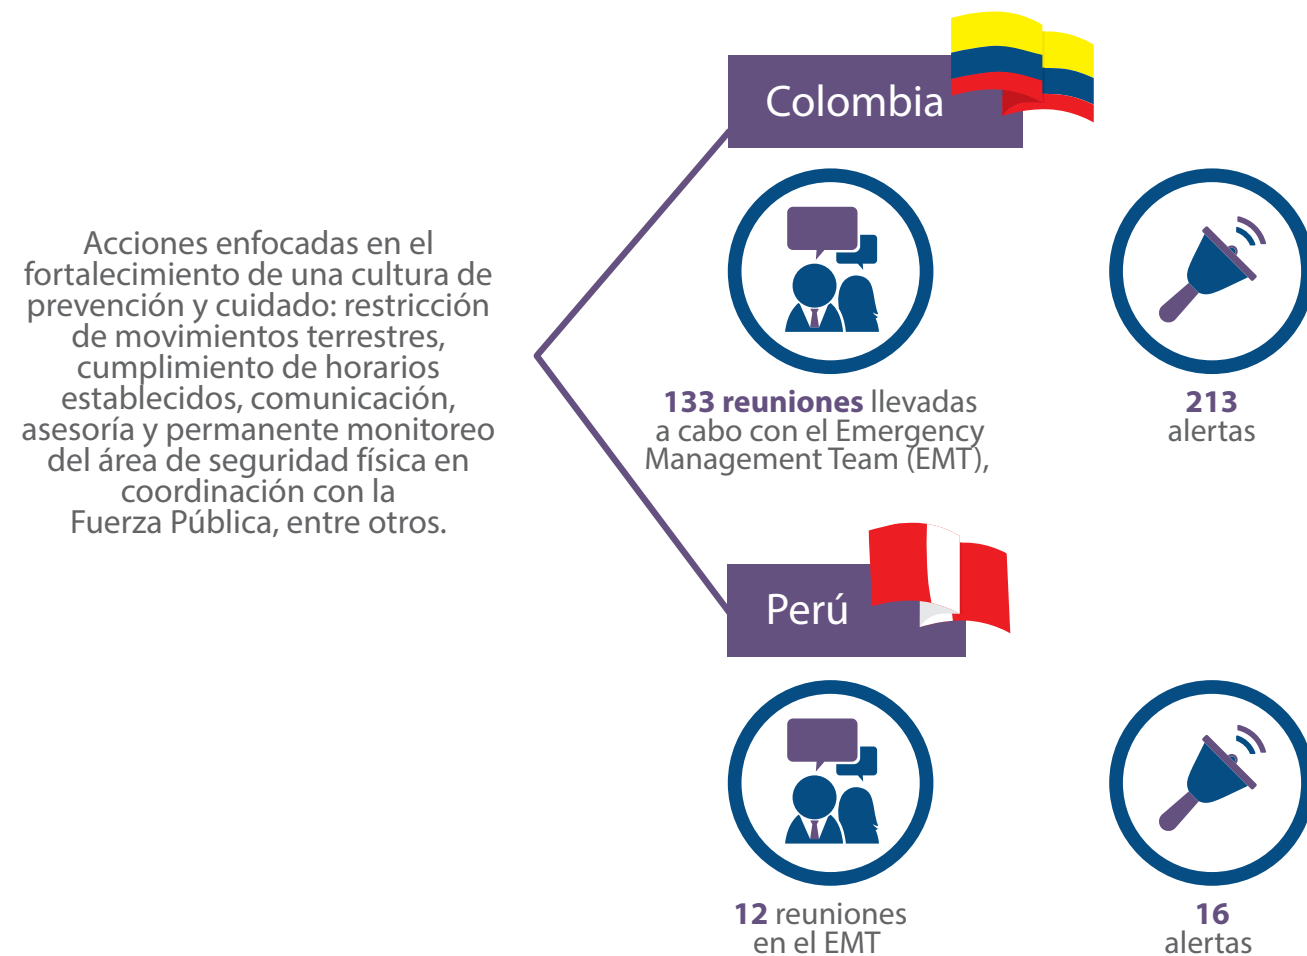 Acciones enfocadas en el
fortalecimiento de una cultura de
prevención y cuidado: restricción
de movimientos terrestres,
cumplimiento de horarios
establecidos, comunicación,
asesoría y permanente monitoreo
del área de seguridad física en
coordinación con la
Fuerza Pública, entre otros.
Colombia
133 reuniones llevadas
a cabo con el Emergency
Management Team (EMT),
213
alertas
Perú
12 reuniones
en el EMT
16
alertas